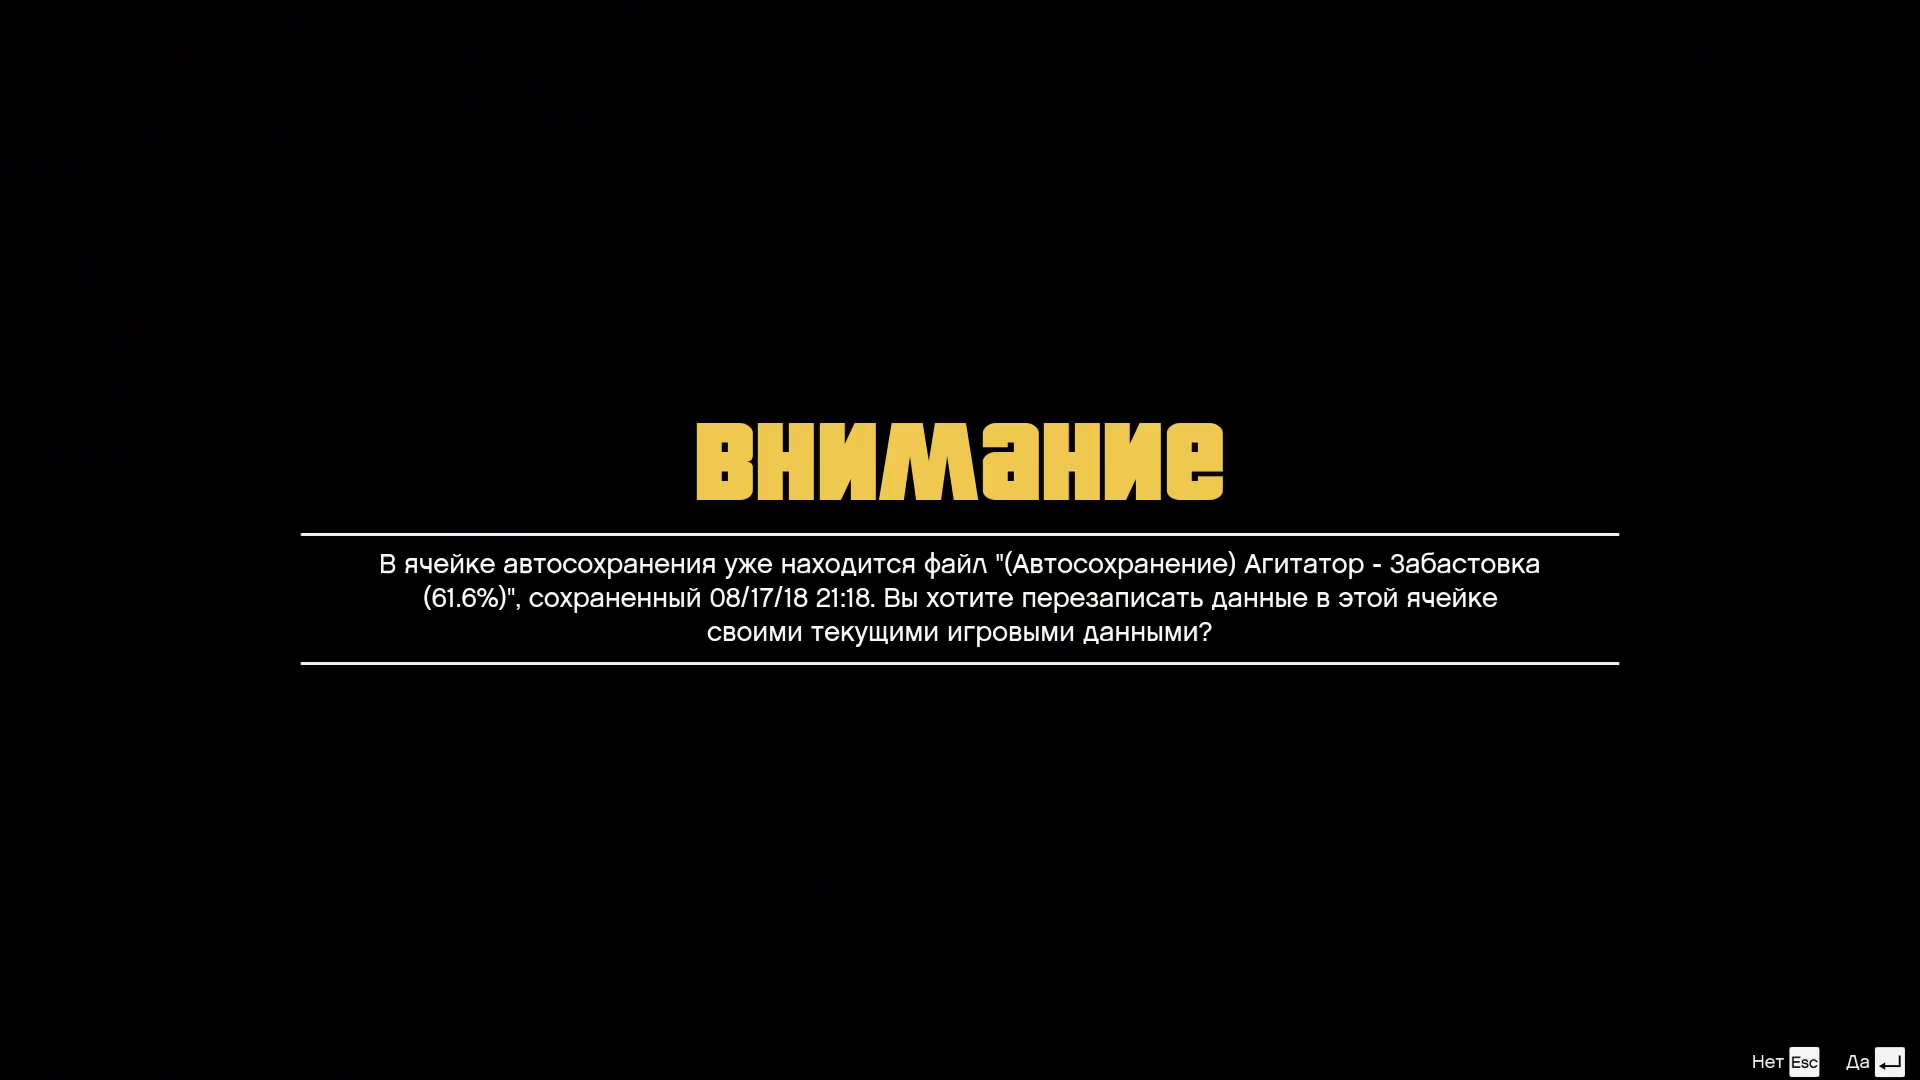 внимание
В ячейке автосохранения уже находится файл "(Автосохранение) Агитатор - Забастовка
(61.6%)", сохраненный 08/17/18 21:18. Вы хотите перезаписать данные в этой ячейке
своими текущими игровыми данными?
Нет Esc Да